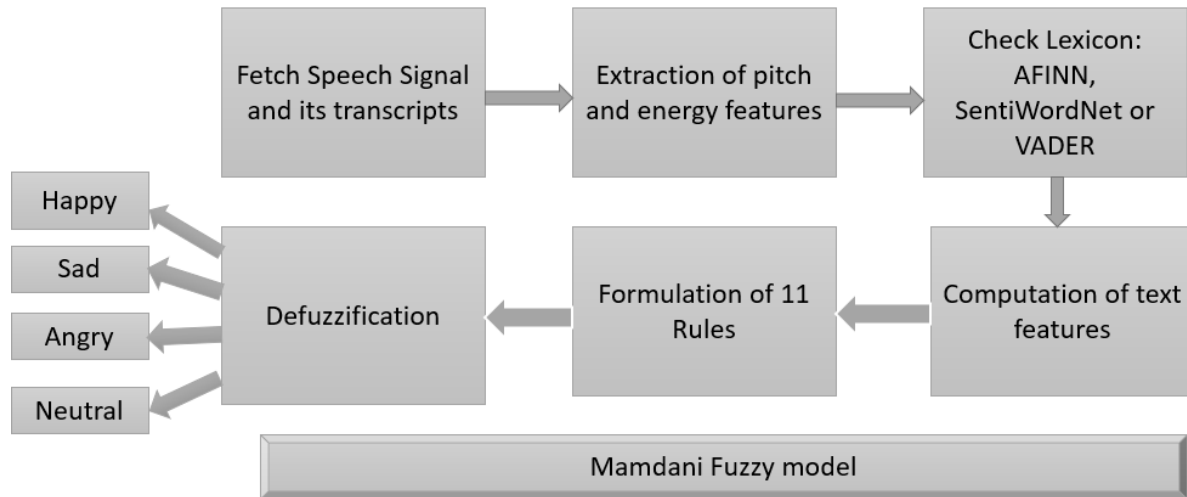 Fetch Speech Signal
and its transcripts
Extraction of pitch
and energy features
Check Lexicon:
AFINN,
SentiWordNet or
VADER
Computation of text
features
Formulation of 11
Rules
Defuzzification
Happy
Sad
Angry
Neutral
Mamdani Fuzzy model